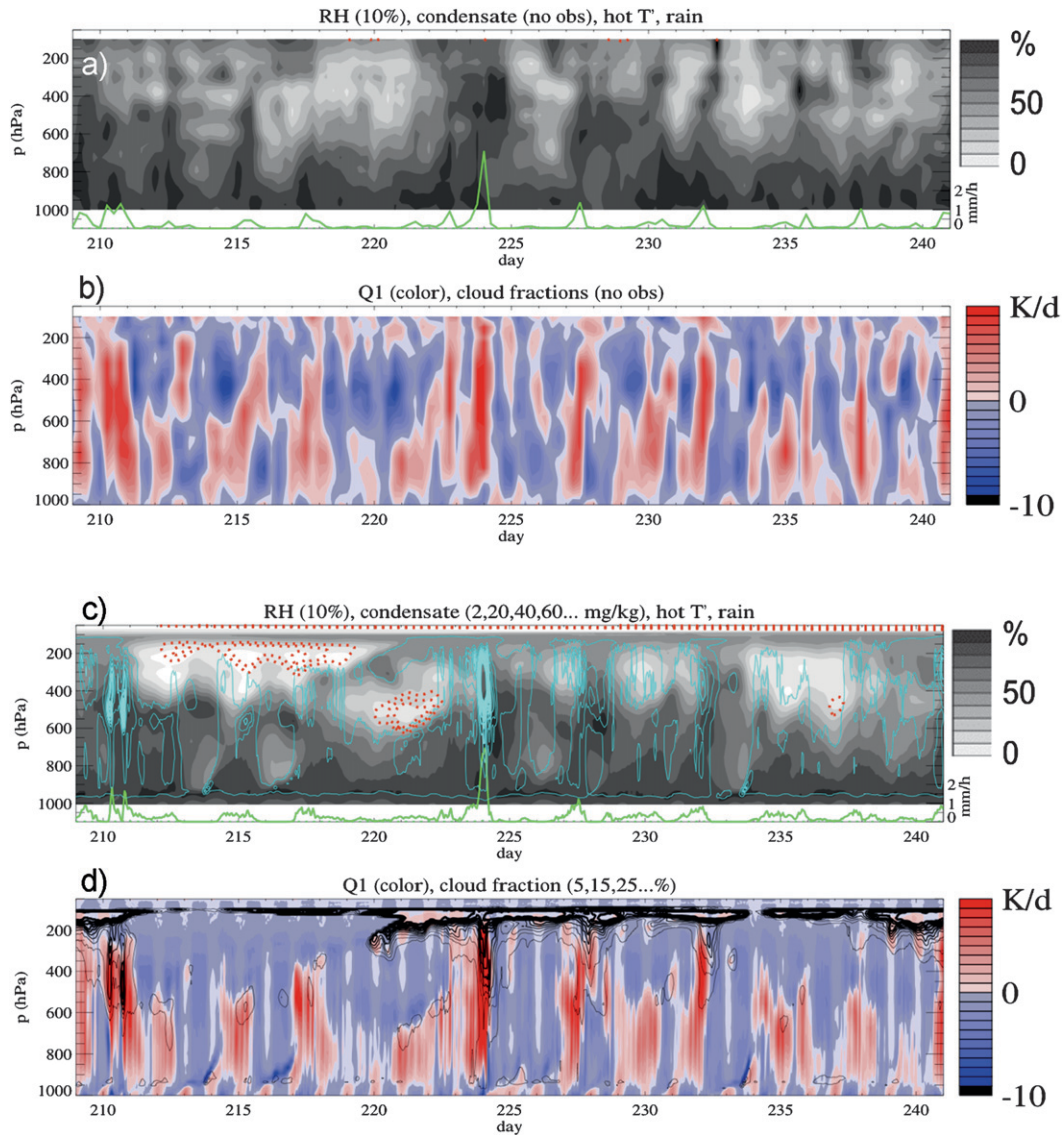 RH (10%), condensate (no obs), hot T', rain
a)
p (hPa)
200
400
600
800
1000
%
50
0
2
1
0
mm/h
210 215 220 225 230 235 240
day
b)
Q1 (color), cloud fractions (no obs)
p (hPa)
200
400
600
800
1000
K/d
0
-10
210 215 220 225 230 235 240
day
c)
RH (10%), condensate (2,20,40,60... mg/kg), hot T', rain
p (hPa)
200
400
600
800
1000
%
50
0
2
1
0
mm/h
210 215 220 225 230 235 240
day
d)
Q1 (color), cloud fraction (5,15,25...%)
p (hPa)
200
400
600
800
1000
K/d
0
-10
210 215 220 225 230 235 240
day